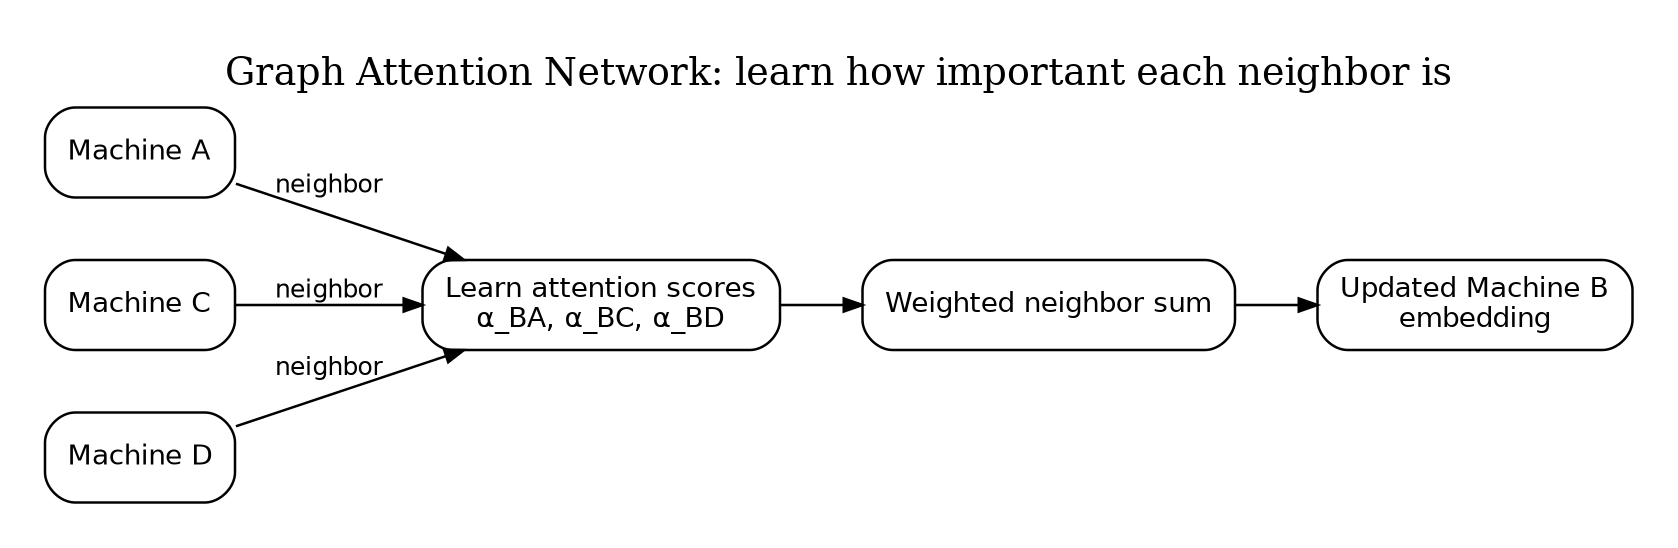 Graph Attention Network: learn how important each neighbor is
Machine A
neighbor
Machine C
neighbor
Machine D
neighbor
Learn attention scores
α_BA, α_BC, α_BD
Weighted neighbor sum
Updated Machine B
embedding